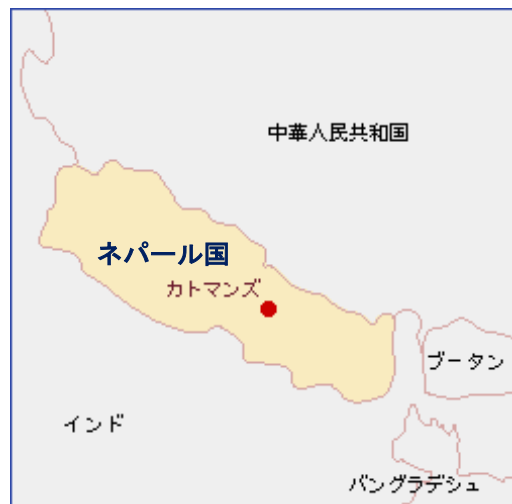 中華人民共和国
ネパール国
カトマンズ
ブータン
インド
バングラデシュ